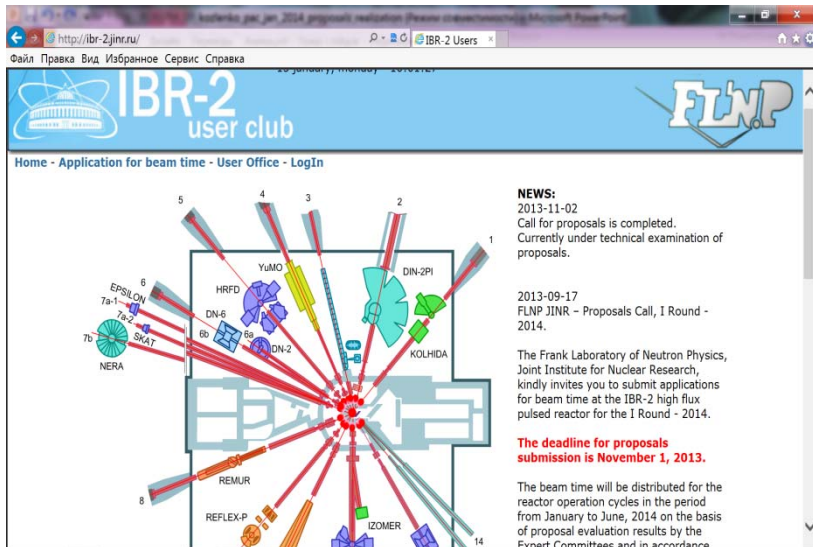 kozlenko_pac_jan_2014_proposals realization (Режим совместимости) Microsoft PowerPoint
http://ibr-2.jinr.ru/
IBR-2 Users
Файл Правка Вид Избранное Сервис Справка
IBR-2
user club
FLNP
Home - Application for beam time - User Office - LogIn
5
4
3
2
1
YuMO
DIN-2PI
HRFD
6
EPSILON
7a-1
DN-6
7a-2
6b
6a
SKAT
DN-2
KOLHIDA
7b
NERA
REMUR
8
REFLEX-P
IZOMER
14
NEWS:
2013-11-02
Call for proposals is completed.
Currently under technical examination of
proposals.
2013-09-17
FLNP JINR – Proposals Call, I Round -
2014.
The Frank Laboratory of Neutron Physics,
Joint Institute for Nuclear Research,
kindly invites you to submit applications
for beam time at the IBR-2 high flux
pulsed reactor for the I Round - 2014.
The deadline for proposals
submission is November 1, 2013.
The beam time will be distributed for the
reactor operation cycles in the period
from January to June, 2014 on the basis
of proposal evaluation results by the
Expert Committees and in accordance